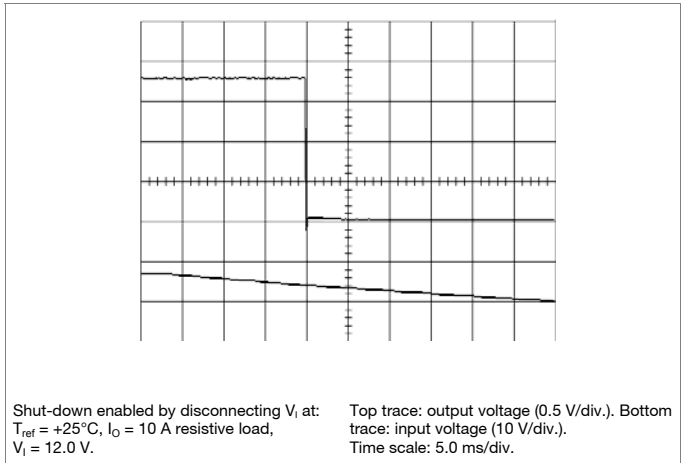 Shut-down enabled by disconnecting VI at:
Tref = +25°C, IO = 10 A resistive load,
VI = 12.0 V.
Top trace: output voltage (0.5 V/div.). Bottom
trace: input voltage (10 V/div.).
Time scale: 5.0 ms/div.